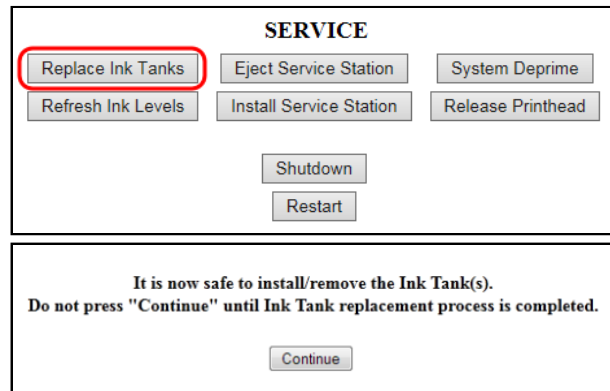 SERVICE
Replace Ink Tanks Eject Service Station System Deprime
Refresh Ink Levels Install Service Station Release Printhead
Shutdown
Restart
It is now safe to install/remove the Ink Tank(s).
Do not press "Continue" until Ink Tank replacement process is completed.
Continue